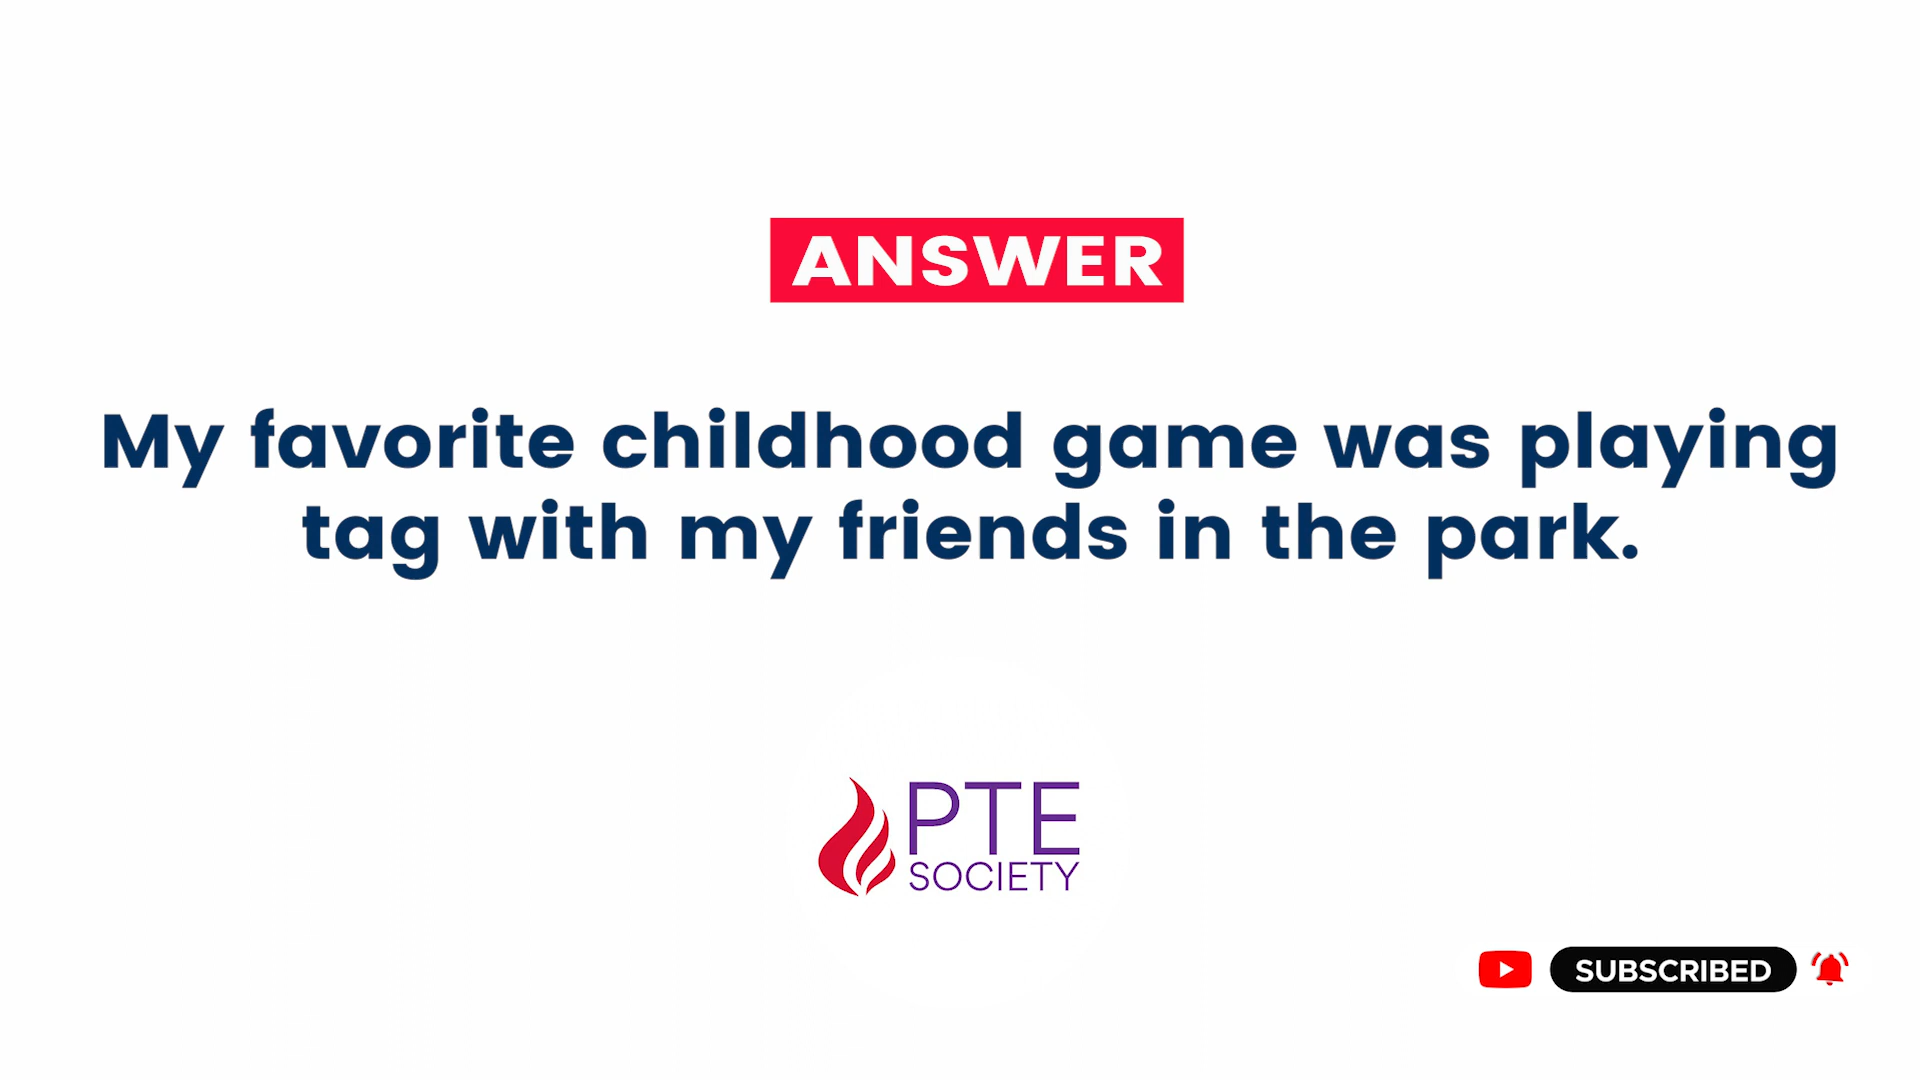 ANSWER
My favorite childhood game was playing
tag with my friends in the park.
PTE
SOCIETY
SUBSCRIBED